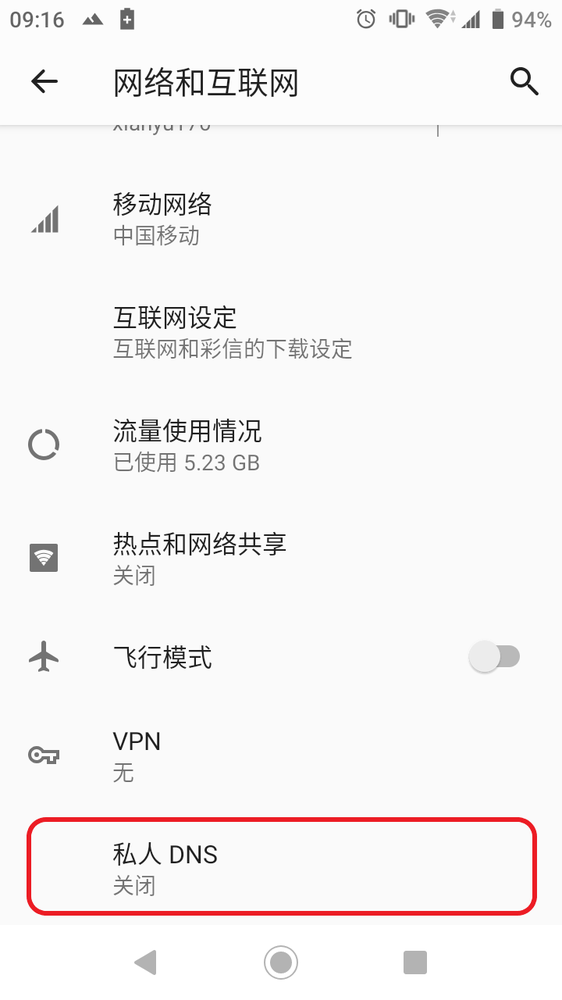 09:16
94%
网络和互联网
移动网络
中国移动
互联网设定
互联网和彩信的下载设定
流量使用情况
已使用 5.23 GB
热点和网络共享
关闭
飞行模式
VPN
无
私人 DNS
关闭